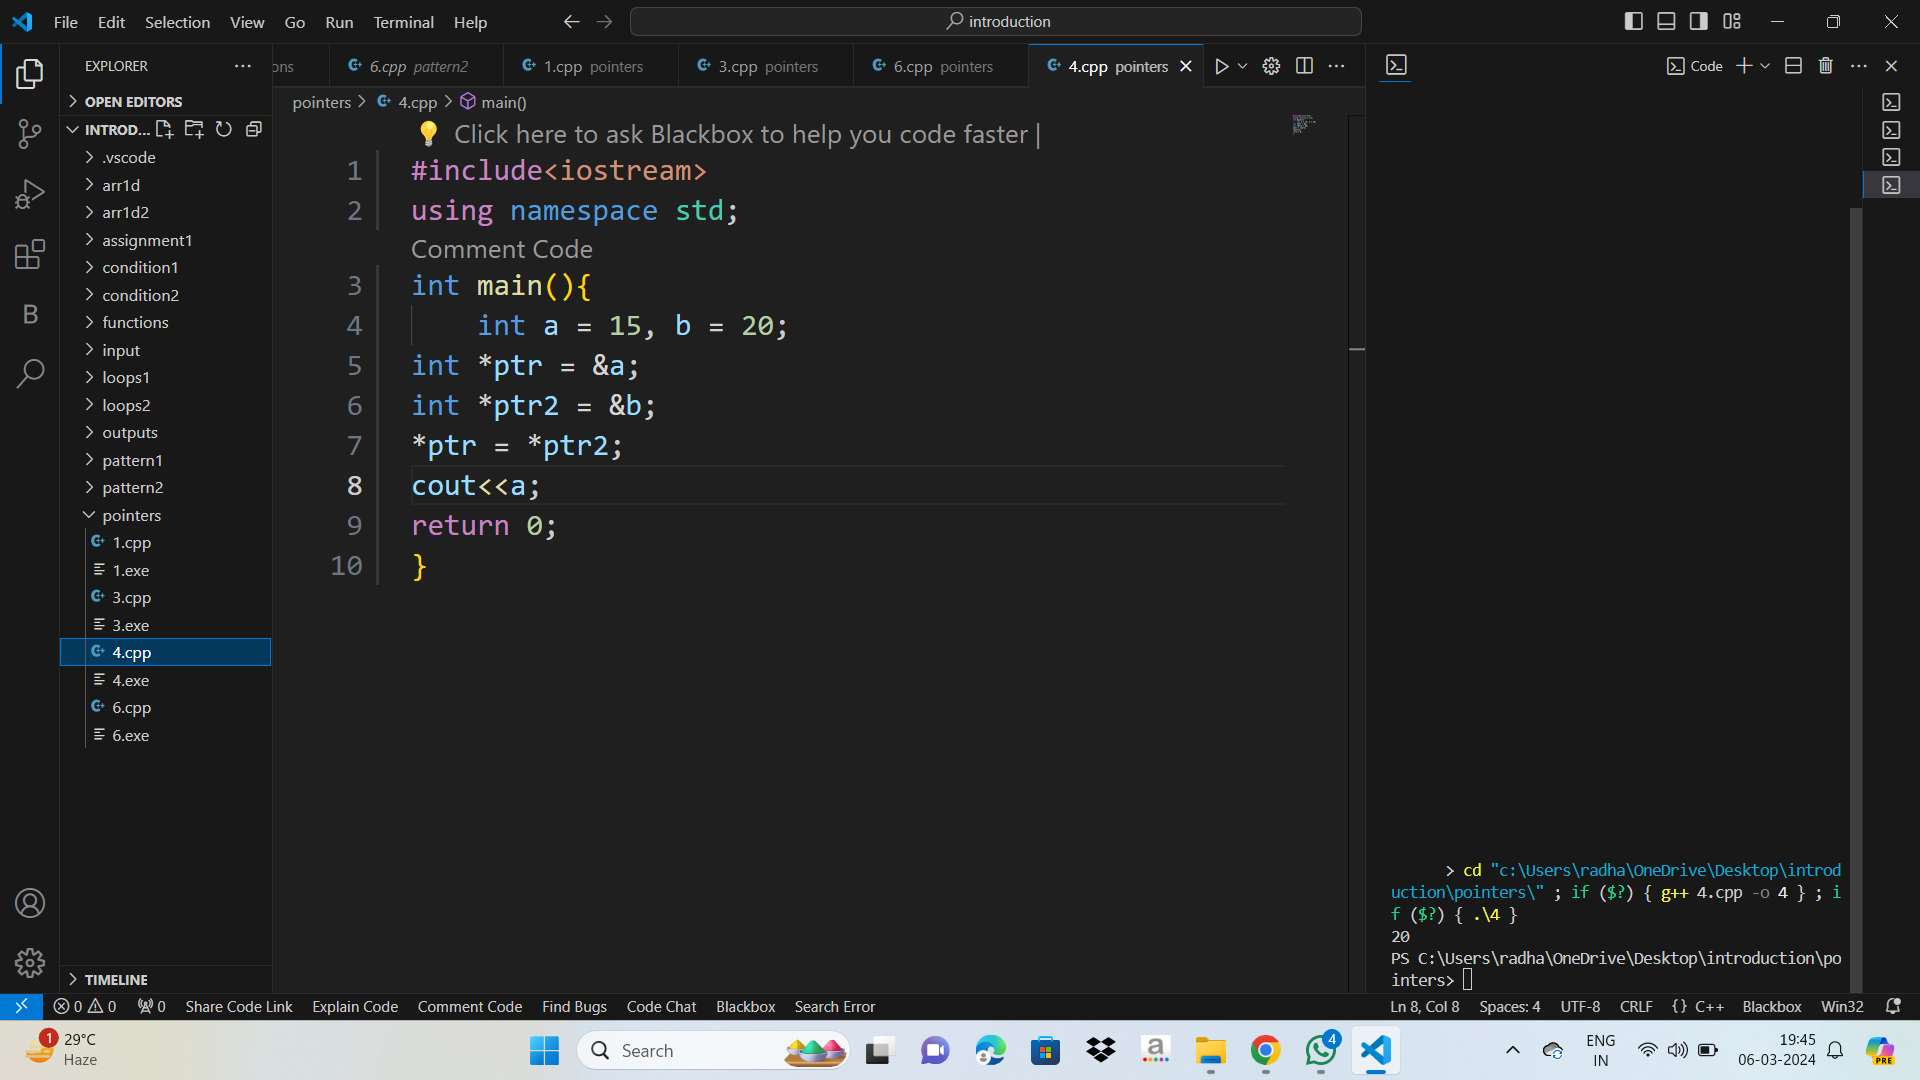 File Edit Selection View Go Run Terminal Help
introduction
EXPLORER
ons
6.cpp pattern2
1.cpp pointers
3.cpp pointers
6.cpp pointers
4.cpp pointers
Code
OPEN EDITORS
INTROD...
.vscode
arr1d
arr1d2
assignment1
condition1
condition2
functions
input
loops1
loops2
outputs
pattern1
pattern2
pointers
1.cpp
1.exe
3.cpp
3.exe
4.cpp
4.exe
6.cpp
6.exe
TIMELINE
B
pointers > 4.cpp > main()
Click here to ask Blackbox to help you code faster |
1 #include<iostream>
2 using namespace std;
Comment Code
3 int main(){
4 int a = 15, b = 20;
5 int *ptr = &a;
6 int *ptr2 = &b;
7 *ptr = *ptr2;
8 cout<<a;
9 return 0;
10 }
> cd "c:\Users\radha\OneDrive\Desktop\introd
uction\pointers\" ; if ($?) { g++ 4.cpp -o 4 } ; i
f ($?) { .\4 }
20
PS C:\Users\radha\OneDrive\Desktop\introduction\po
inters>
0 0 0 Share Code Link Explain Code Comment Code Find Bugs Code Chat Blackbox Search Error
Ln 8, Col 8 Spaces: 4 UTF-8 CRLF {} C++ Blackbox Win32
1
29°C
Haze
Search
a
4
ENG
IN
19:45
06-03-2024
PRE